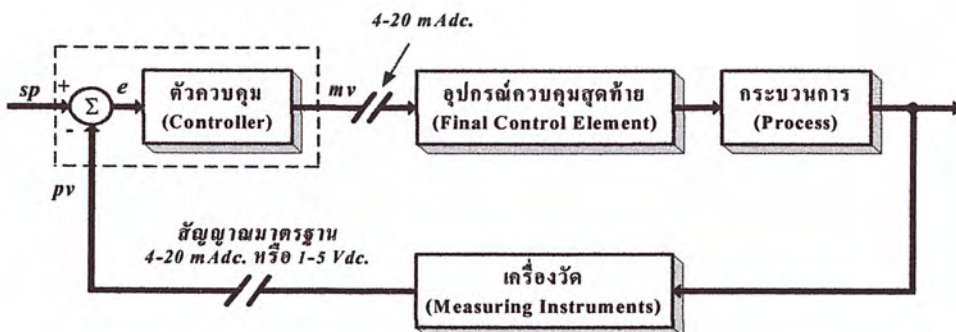 4-20 mAdc.
sp
+
Σ
-
e
ตัวควบคุม
(Controller)
mv
อุปกรณ์ควบคุมสุดท้าย
(Final Control Element)
กระบวนการ
(Process)
pv
สัญญาณมาตรฐาน
4-20 mAdc. หรือ 1-5 Vdc.
เครื่องวัด
(Measuring Instruments)